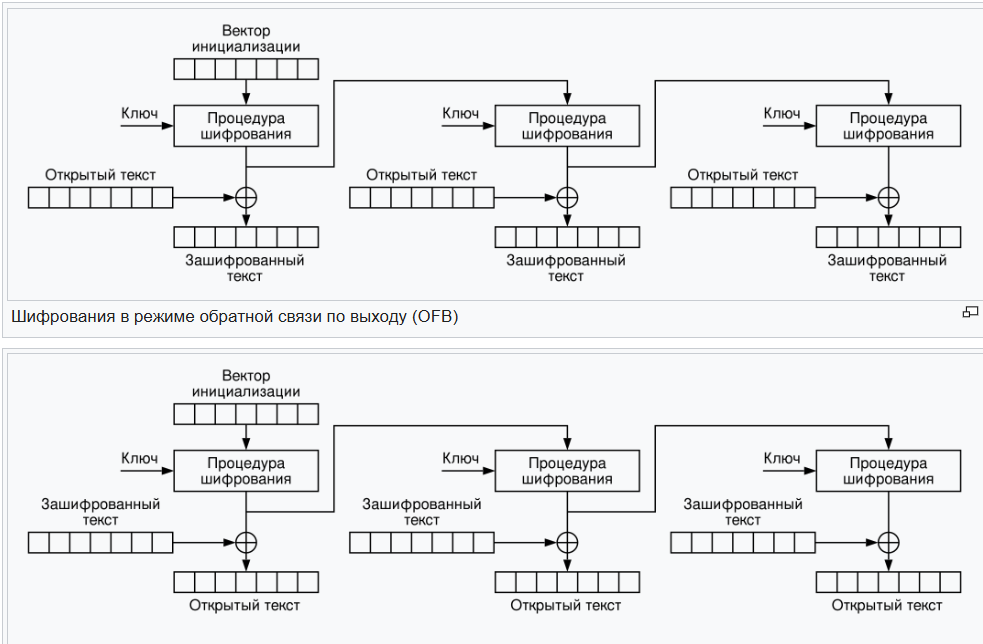 Вектор
инициализации
Ключ
Процедура
шифрования
Ключ
Процедура
шифрования
Ключ
Процедура
шифрования
Открытый текст
Открытый текст
Открытый текст
Зашифрованный
текст
Зашифрованный
текст
Зашифрованный
текст
Шифрования в режиме обратной связи по выходу (OFB)
Вектор
инициализации
Ключ
Процедура
шифрования
Ключ
Процедура
шифрования
Ключ
Процедура
шифрования
Зашифрованный
текст
Зашифрованный
текст
Зашифрованный
текст
Открытый текст
Открытый текст
Открытый текст